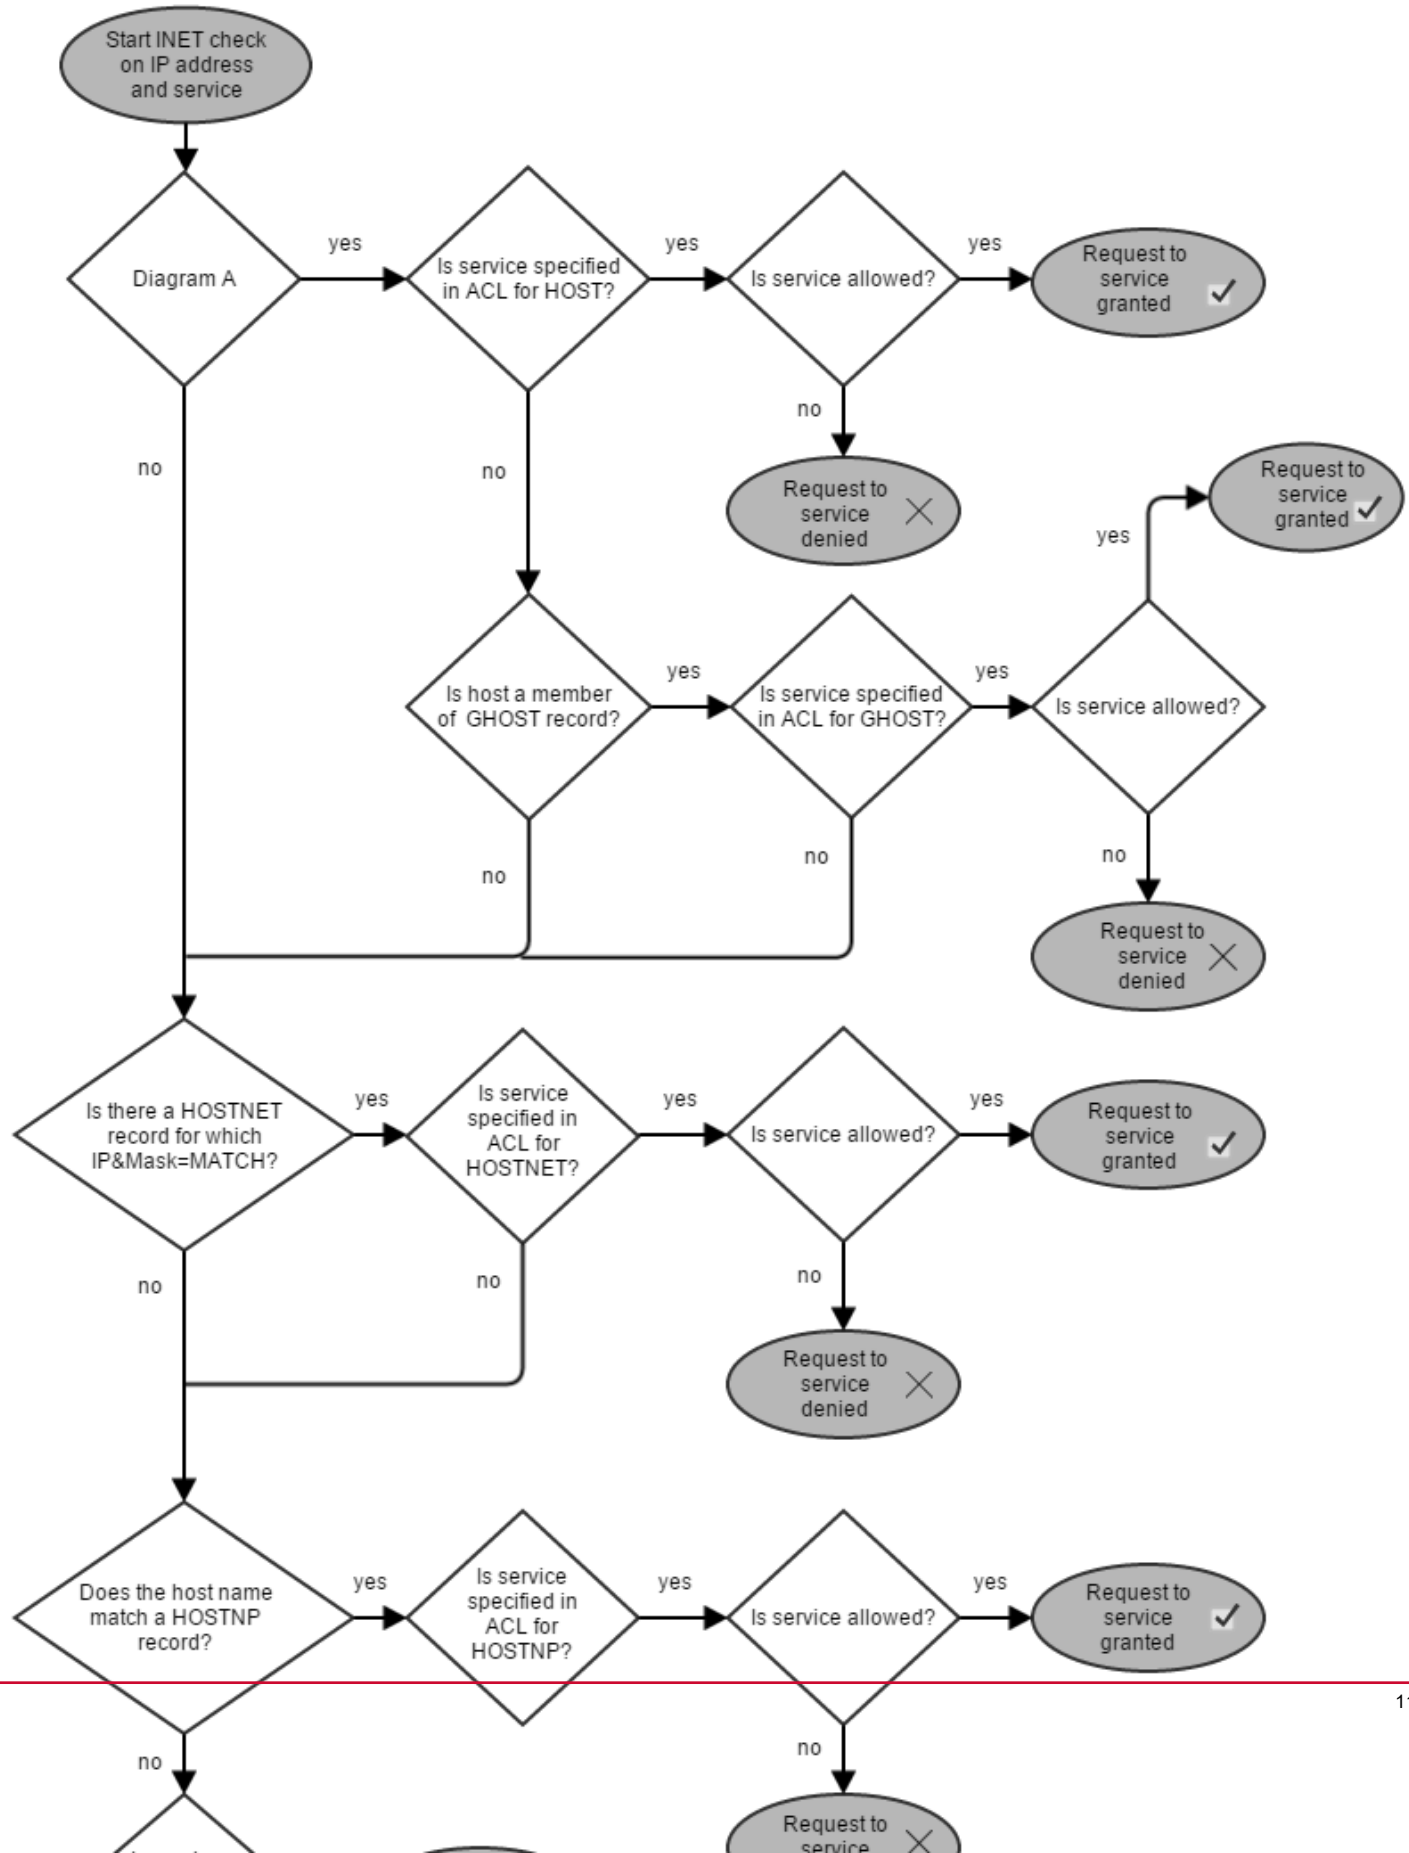 Start INET check
on IP address
and service
Diagram A
yes
Is service specified
in ACL for HOST?
yes
Is service allowed?
yes
Request to
service
granted
no
no
no
Request to
service
denied
Request to
service
granted
yes
Is host a member
of GHOST record?
yes
Is service specified
in ACL for GHOST?
yes
Is service allowed?
no
no
no
Request to
service
denied
Is there a HOSTNET
record for which
IP&Mask=MATCH?
yes
Is service
specified in
ACL for
HOSTNET?
yes
Is service allowed?
yes
Request to
service
granted
no
no
no
Request to
service
denied
Does the host name
match a HOSTNP
record?
yes
Is service
specified in
ACL for
HOSTNP?
yes
Is service allowed?
yes
Request to
service
granted
no
no
Request to
service